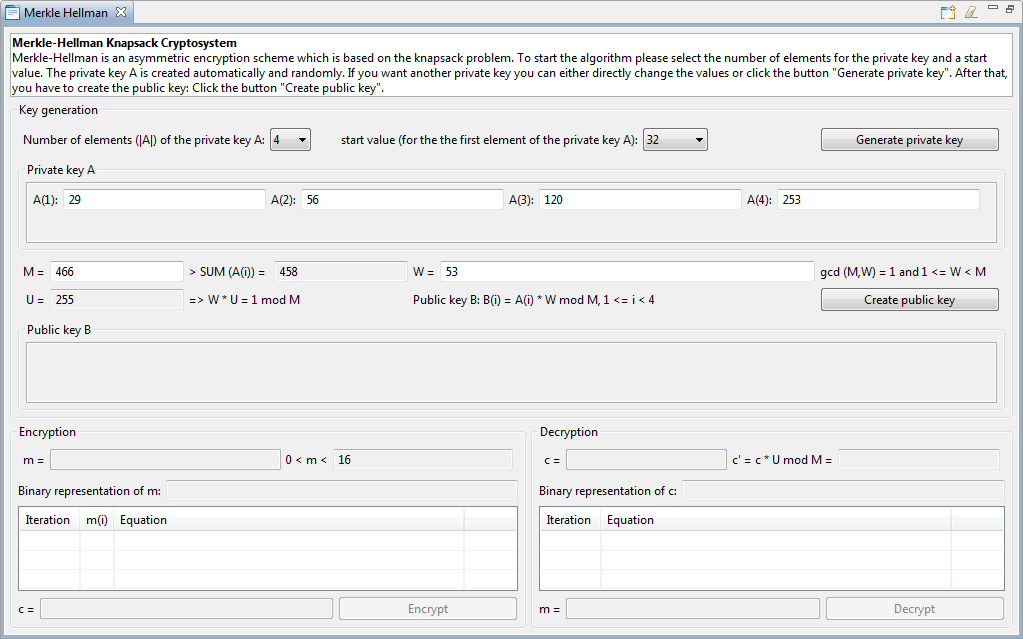 Merkle Hellman
Merkle-Hellman Knapsack Cryptosystem
Merkle-Hellman is an asymmetric encryption scheme which is based on the knapsack problem. To start the algorithm please select the number of elements for the private key and a start
value. The private key A is created automatically and randomly. If you want another private key you can either directly change the values or click the button "Generate private key". After that,
you have to create the public key: Click the button "Create public key".
Key generation
Number of elements (|A|) of the private key A: 4 start value (for the the first element of the private key A): 32 Generate private key
Private key A
A(1): 29 A(2): 56 A(3): 120 A(4): 253
M = 466 > SUM (A(i)) = 458 W = 53 gcd (M,W) = 1 and 1 <= W < M
U = 255 => W * U = 1 mod M Public key B: B(i) = A(i) * W mod M, 1 <= i < 4 Create public key
Public key B
Encryption Decryption
m = 0 < m < 16 c = c' = c * U mod M =
Binary representation of m: Binary representation of c:
Iteration m(i) Equation Iteration Equation
c = Encrypt m = Decrypt